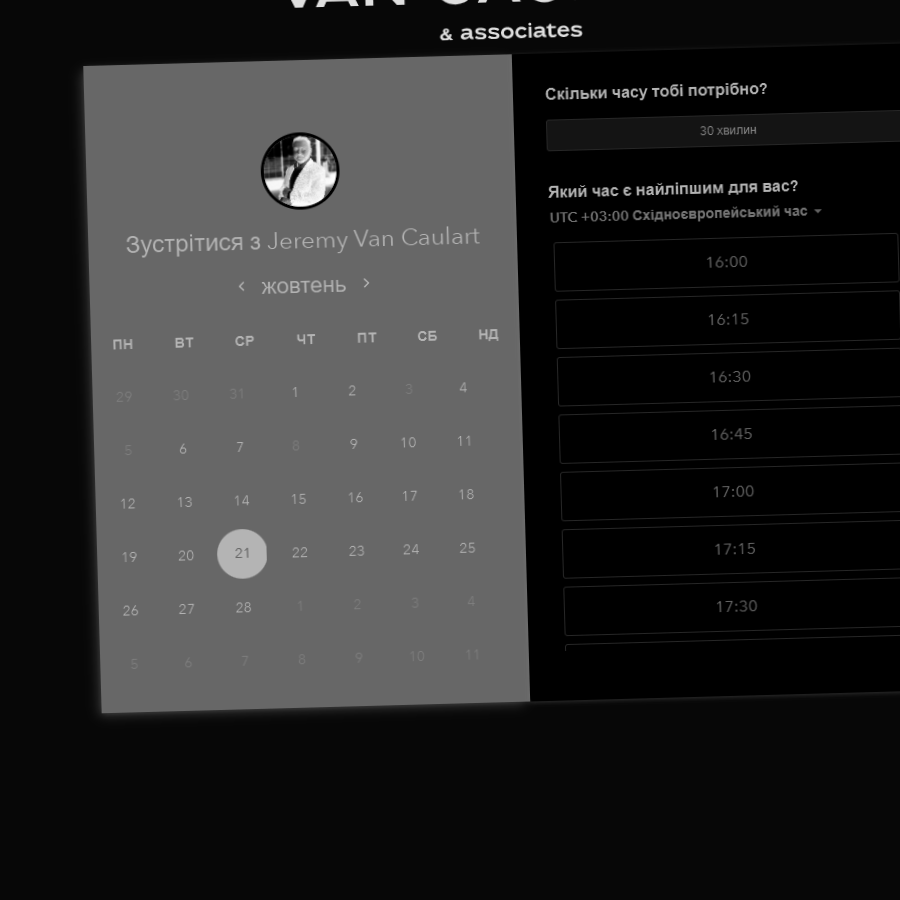 & associates
Зустрітися з Jeremy Van Caulart
жовтень
ПН ВТ СР ЧТ ПТ СБ НД
29 30 31 1 2 3 4
5 6 7 8 9 10 11
12 13 14 15 16 17 18
19 20 21 22 23 24 25
26 27 28 1 2 3 4
5 6 7 8 9 10 11
Скільки часу тобі потрібно?
30 хвилин
Який час є найліпшим для вас?
UTC +03:00 Східноєвропейський час
16:00
16:15
16:30
16:45
17:00
17:15
17:30